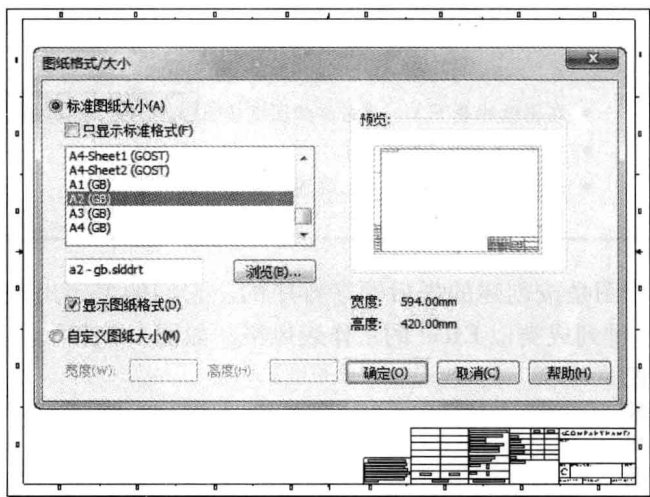 图纸格式/大小
标准图纸大小(A)
只显示标准格式(F)
A4-Sheet1 (GOST)
A4-Sheet2 (GOST)
A1 (GB)
A2 (GB)
A3 (GB)
A4 (GB)
a2 - gb.slddrt
浏览(B)...
显示图纸格式(D)
自定义图纸大小(M)
宽度(W):
高度(H)
预览:
宽度: 594.00mm
高度: 420.00mm
确定(O)
取消(C)
帮助(H)
C